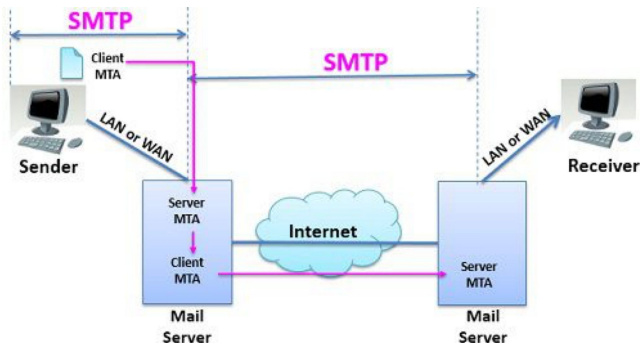 SMTP
Client
MTA
SMTP
LAN or WAN
Sender
LAN or WAN
Receiver
Server
MTA
Client
MTA
Internet
Server
MTA
Mail
Server
Mail
Server